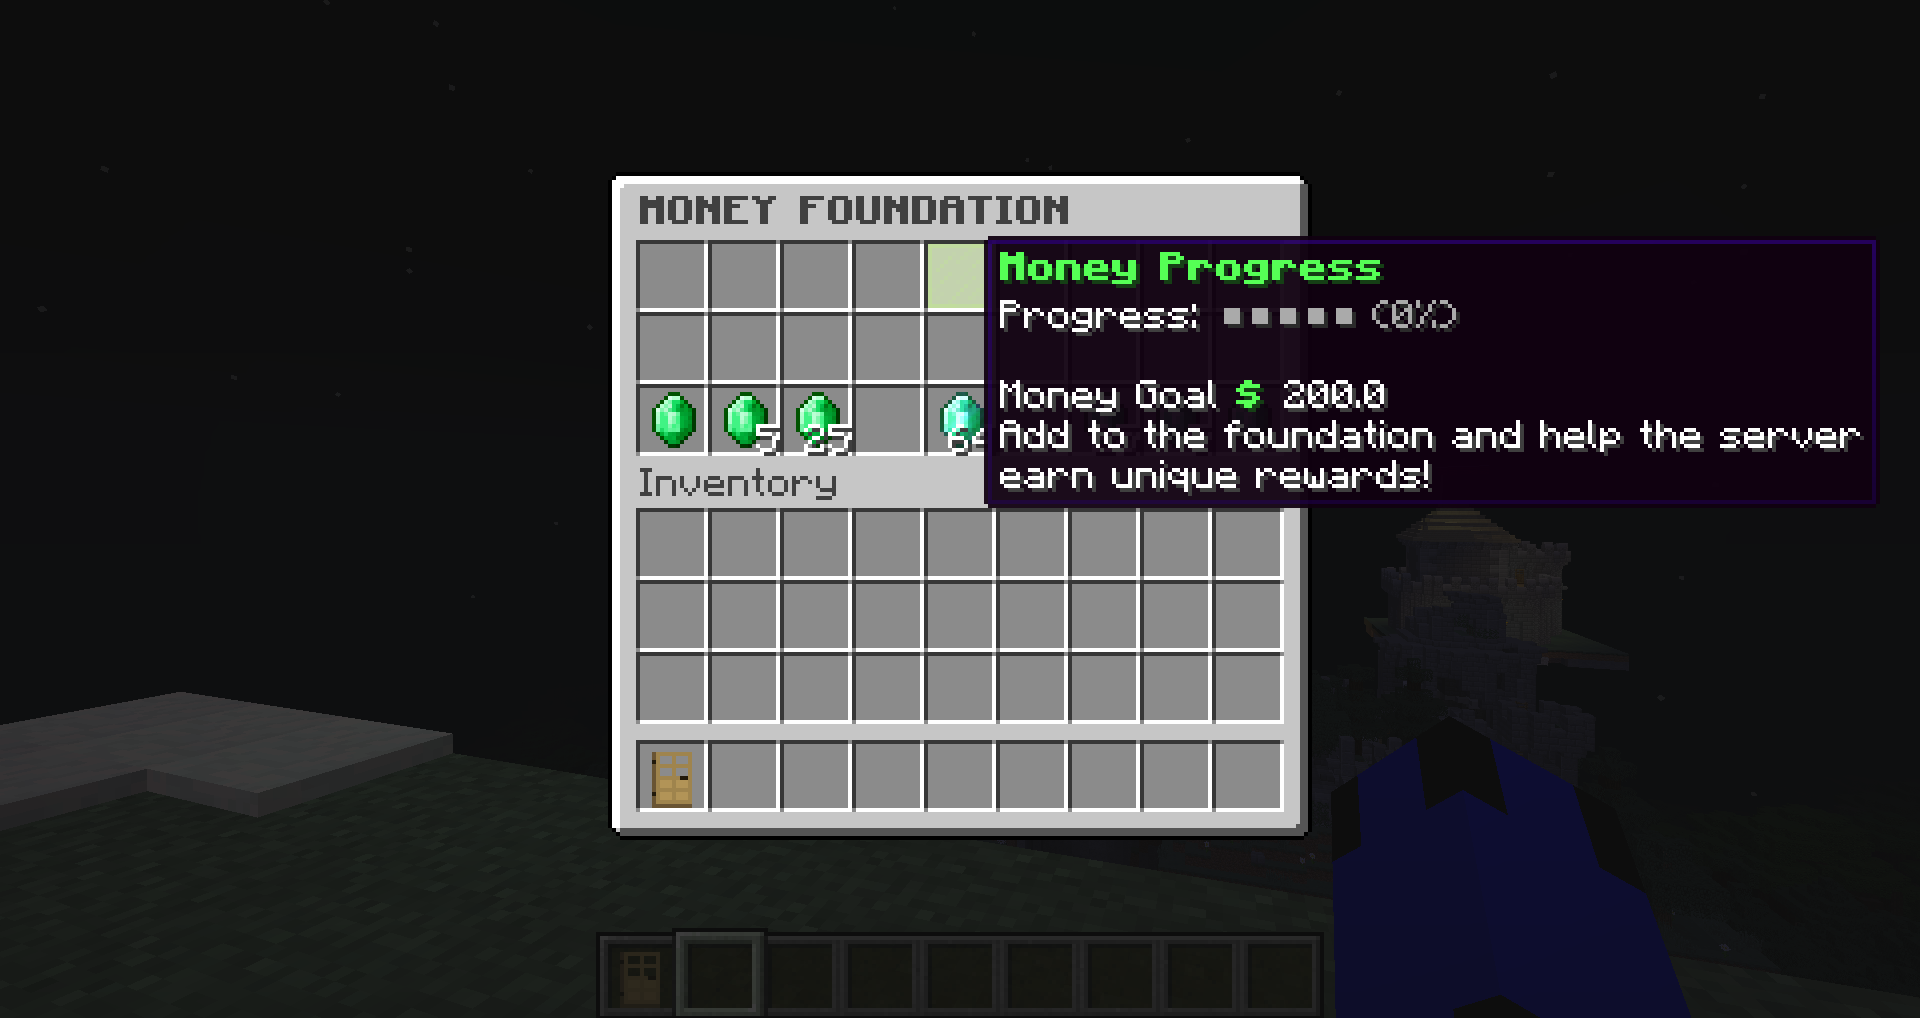 MONEY FOUNDATION
Money Progress
Progress: ▪▪▪▪▪ (0%)
Money Goal $ 200.0
Add to the foundation and help the server
earn unique rewards!
5
Inventory